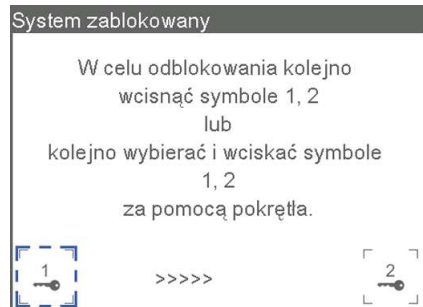 System zablokowany
W celu odblokowania kolejno
wcisnąć symbole 1, 2
lub
kolejno wybierać i wciskać symbole
1, 2
za pomocą pokrętła.
1 >>>>> 2